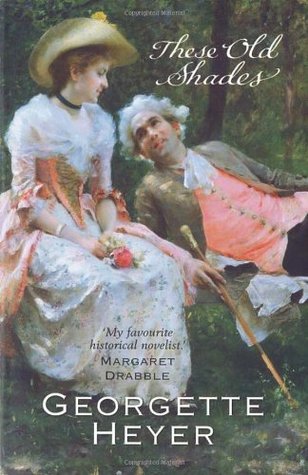 These Old
Shades
'My favourite
historical novelist.'
MARGARET
DRABBLE
GEORGETTE
HEYER